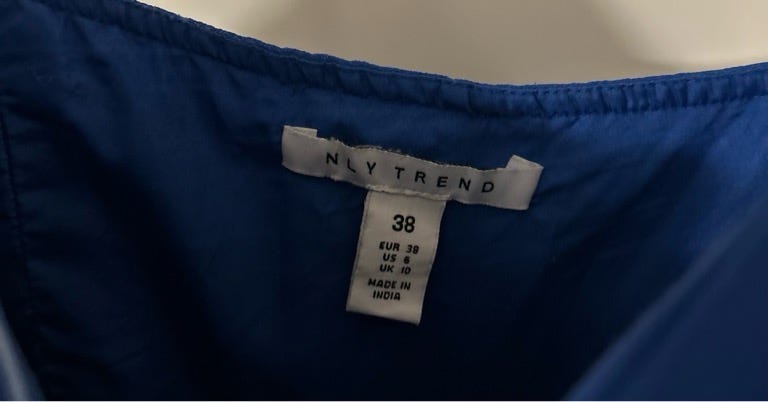 NLY TREND
38
EUR 38
US 6
UK 10
MADE IN
INDIA